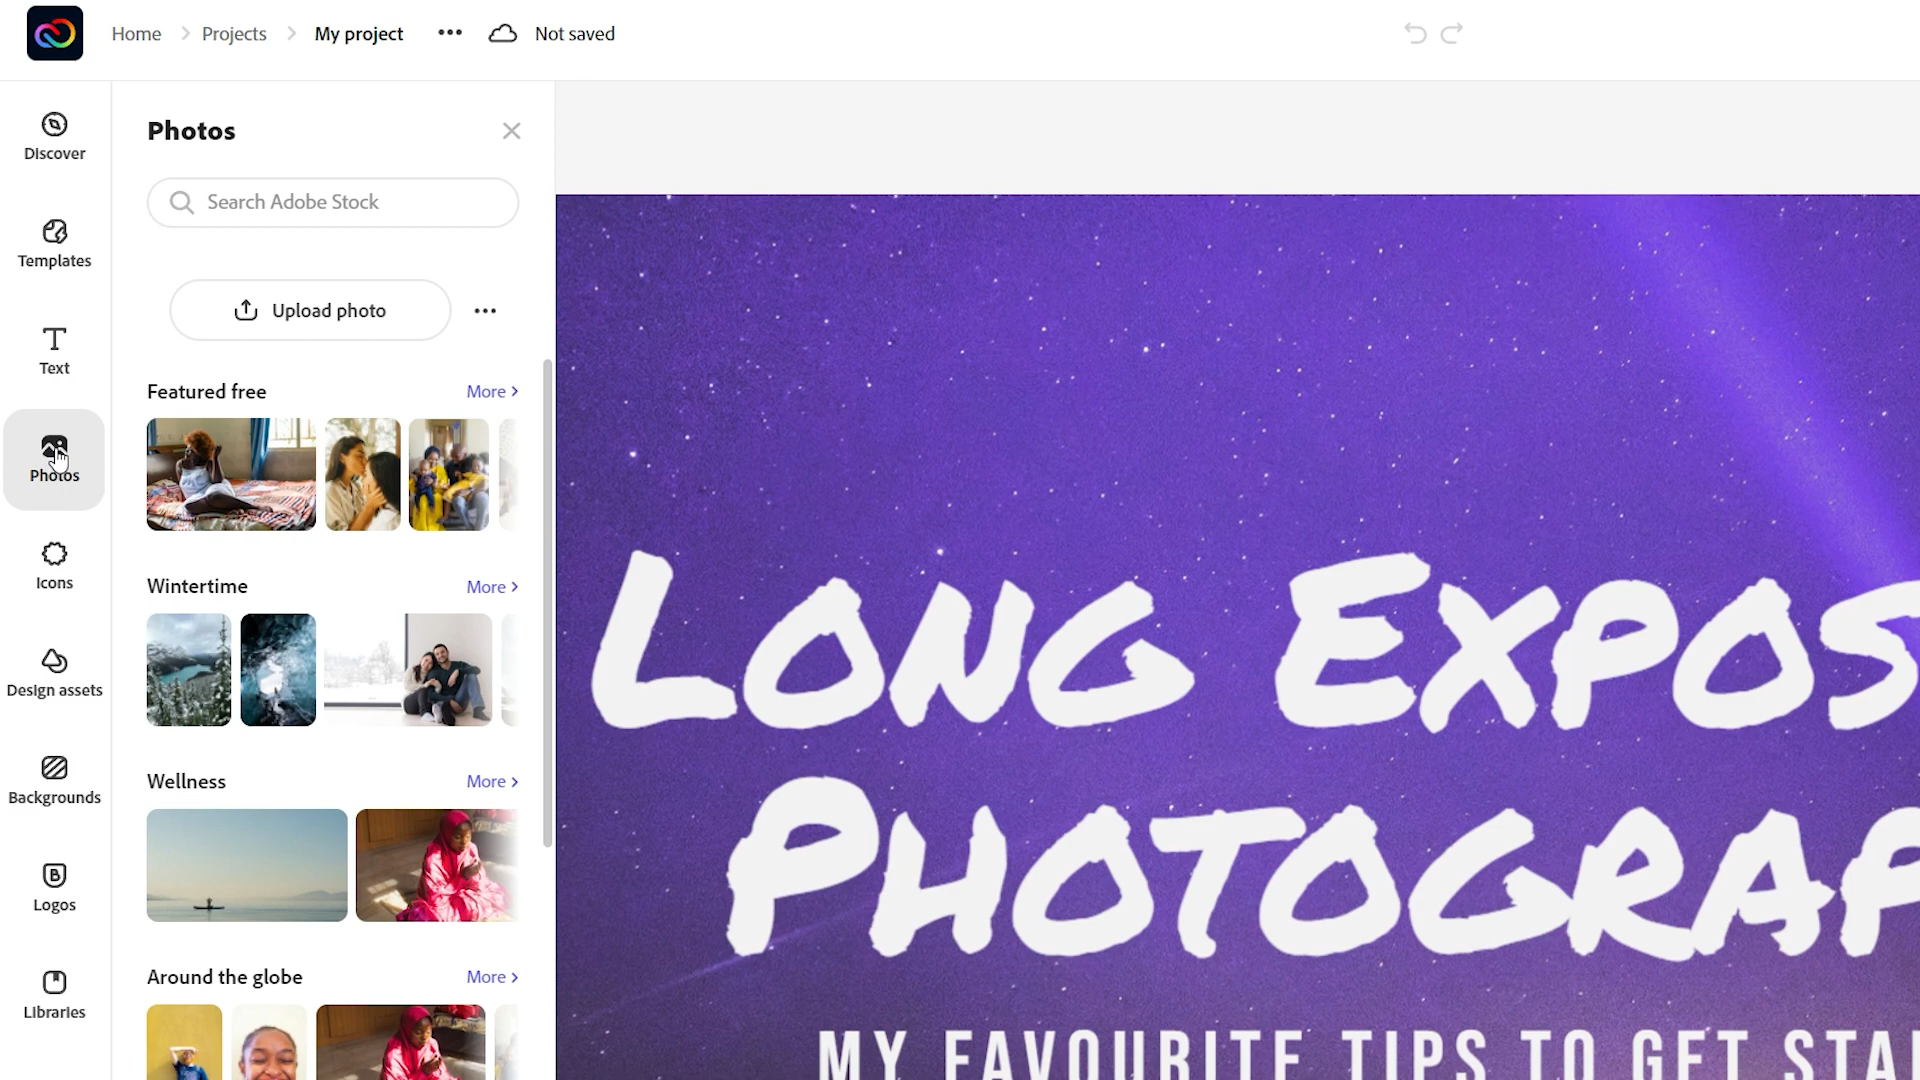 Home
Projects
My project
Not saved
Discover
Templates
Text
Photos
Icons
Design assets
Backgrounds
Logos
Libraries
Photos
Search Adobe Stock
Upload photo
Featured free
More
Wintertime
More
Wellness
More
Around the globe
More
LONG EXPOS
PHOTOGRAP
MY FAVOURITE TIPS TO GET STA